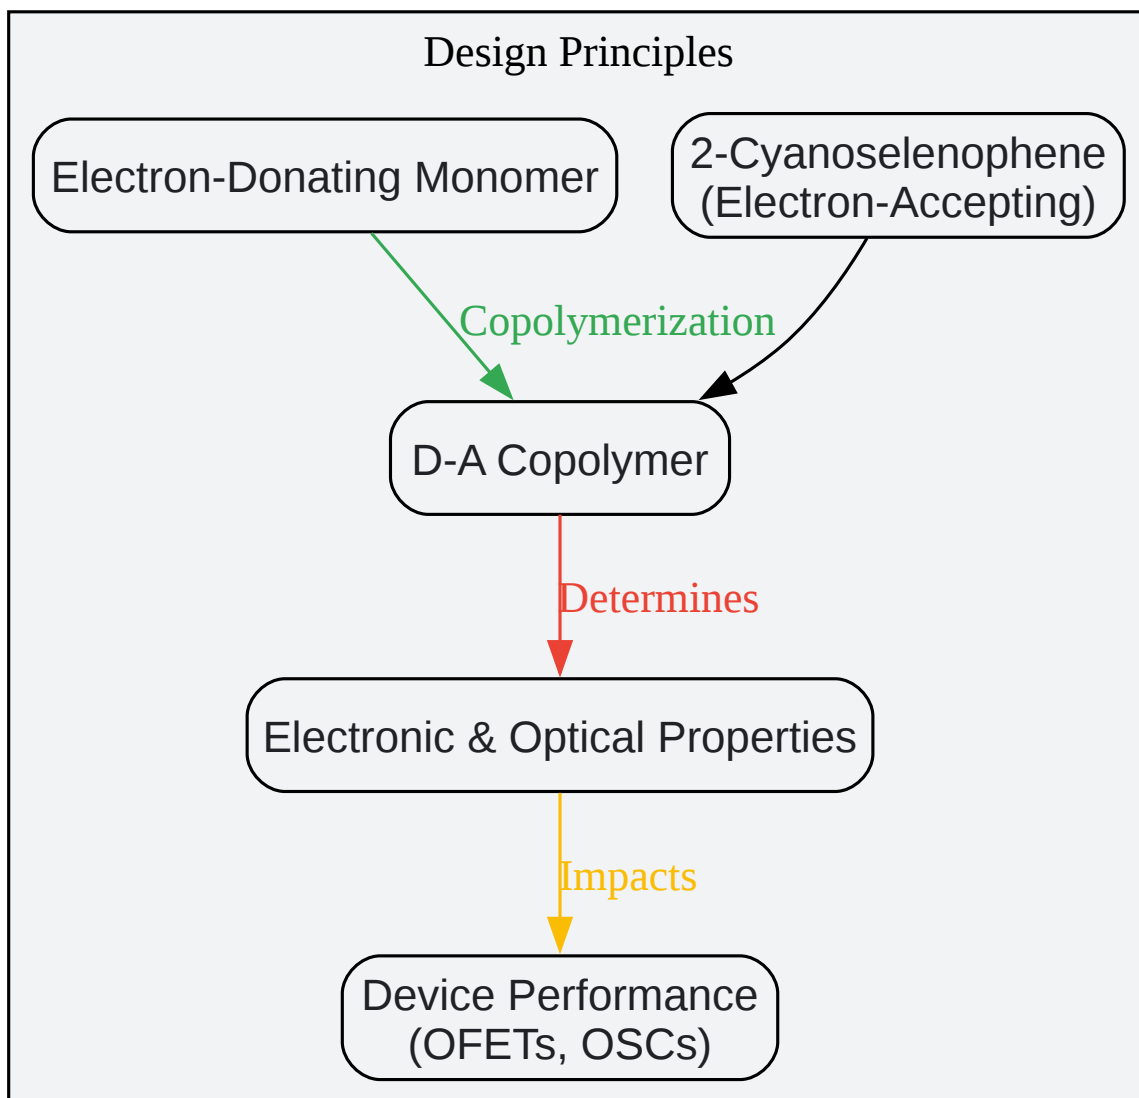 Design Principles
Electron-Donating Monomer
2-Cyanoselenophene
(Electron-Accepting)
Copolymerization
D-A Copolymer
Determines
Electronic & Optical Properties
Impacts
Device Performance
(OFETs, OSCs)